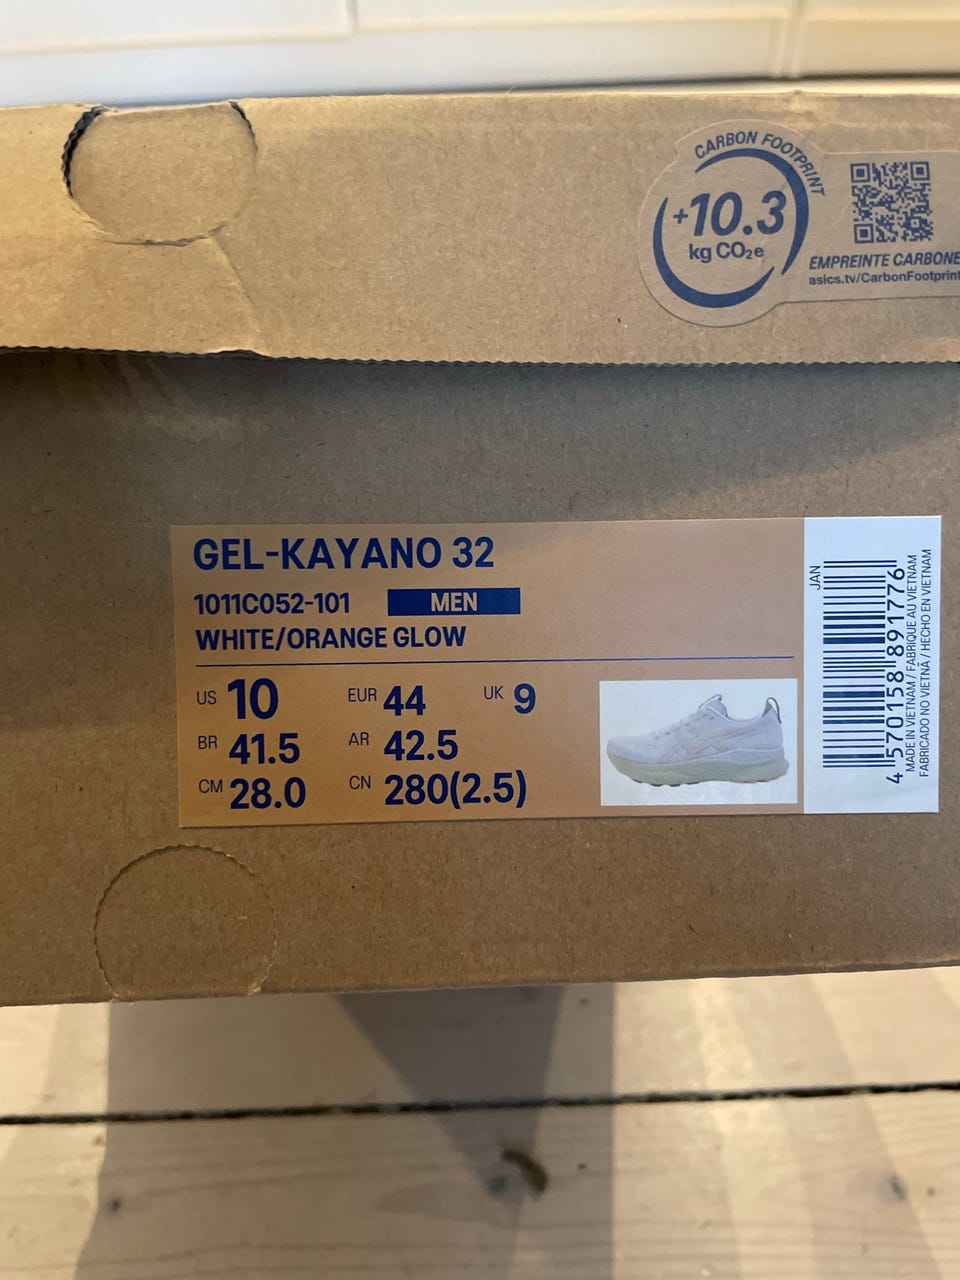 CARBON FOOTPRINT
+10.3
kg CO₂e
EMPREINTE CARBONE
asics.tv/CarbonFootprint
GEL-KAYANO 32
1011C052-101 MEN
WHITE/ORANGE GLOW
US 10 EUR 44 UK 9
BR 41.5 AR 42.5
CM 28.0 CN 280(2.5)
JAN
4 570158 891776
MADE IN VIETNAM / FABRIQUE AU VIETNAM
FABRICADO NO VIETNÃ / HECHO EN VIETNAM